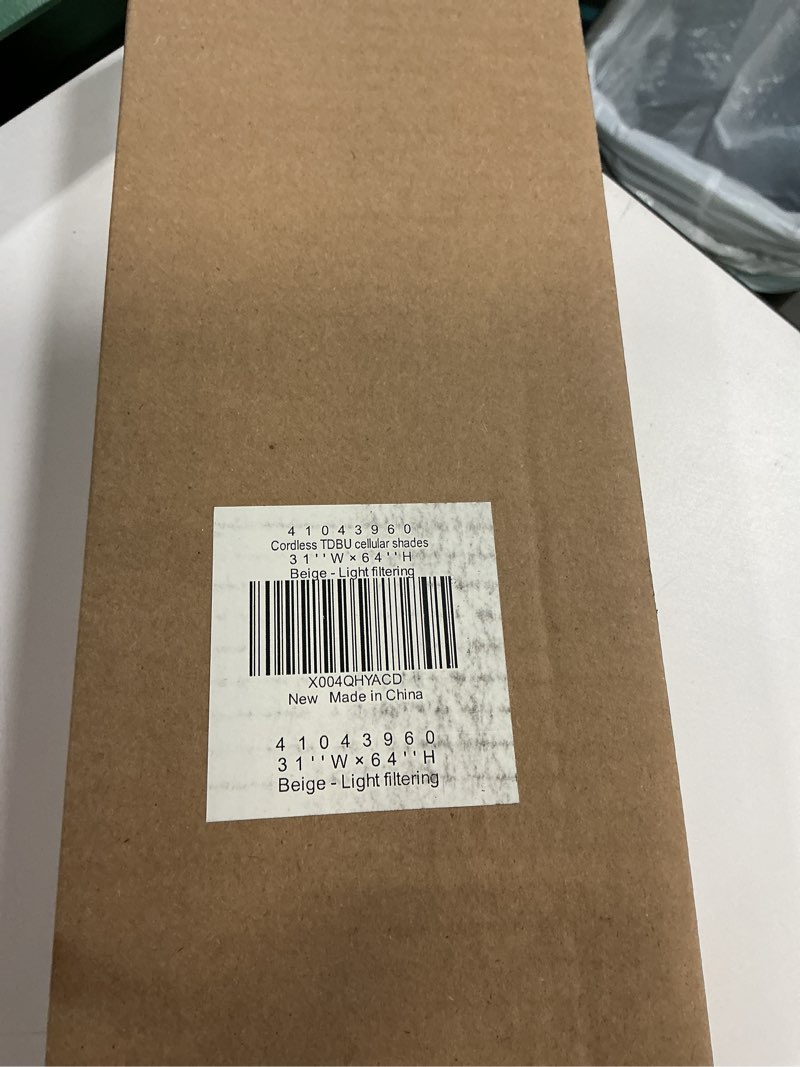 41043960
Cordless TDBU cellular shades
31''W×64''H
Beige - Light filtering
X004QHYACD
New Made in China
41043960
31''W×64''H
Beige - Light filtering